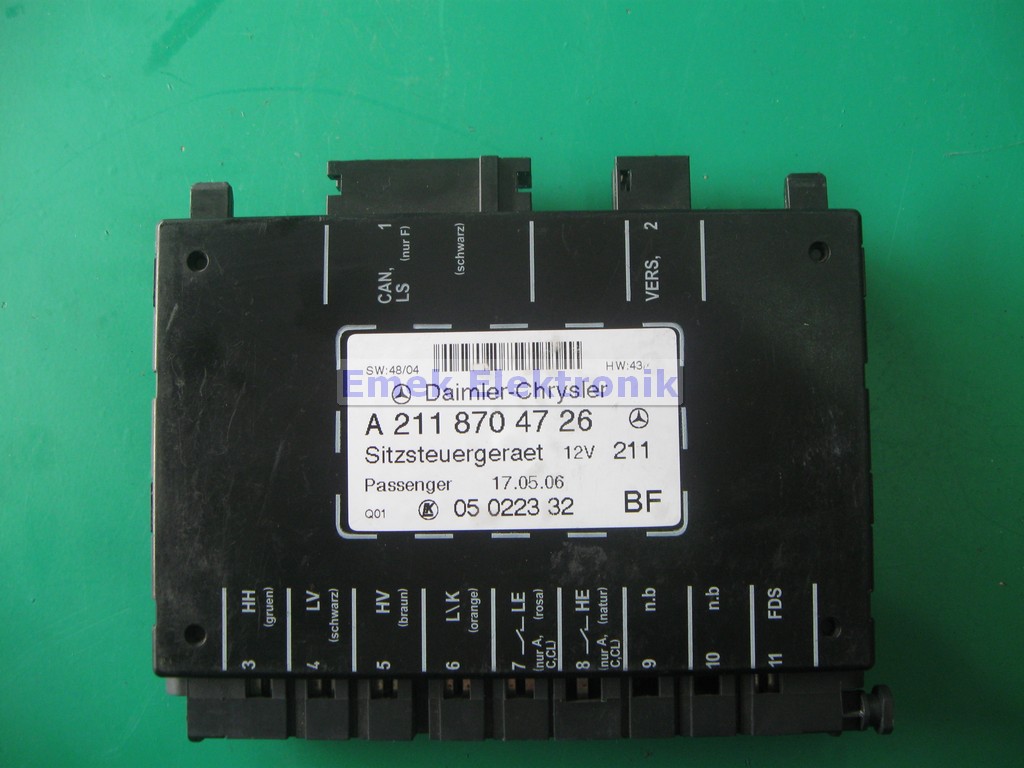 CAN, 1
LS (nur F)
(schwarz)
VERS, 2
SW:48/04
Emek Elektronik
Daimler-Chrysler
A 211 870 47 26
Sitzsteuergeraet 12V 211
Passenger 17.05.06
Q01 05 0223 32 BF
3 HH (gruen)
4 LV (schwarz)
5 HV (braun)
6 L\K (orange)
7 LE (nur A, (rosa)
C,CL)
8 HE (nur A, (natur)
C,CL)
9 n.b
10 n.b
11 FDS